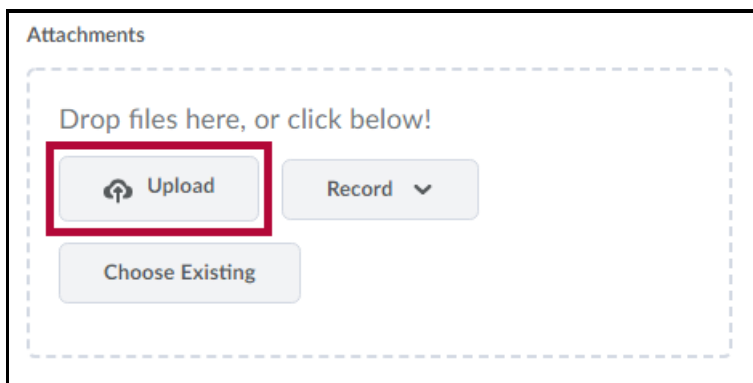 Attachments
Drop files here, or click below!
Upload Record
Choose Existing